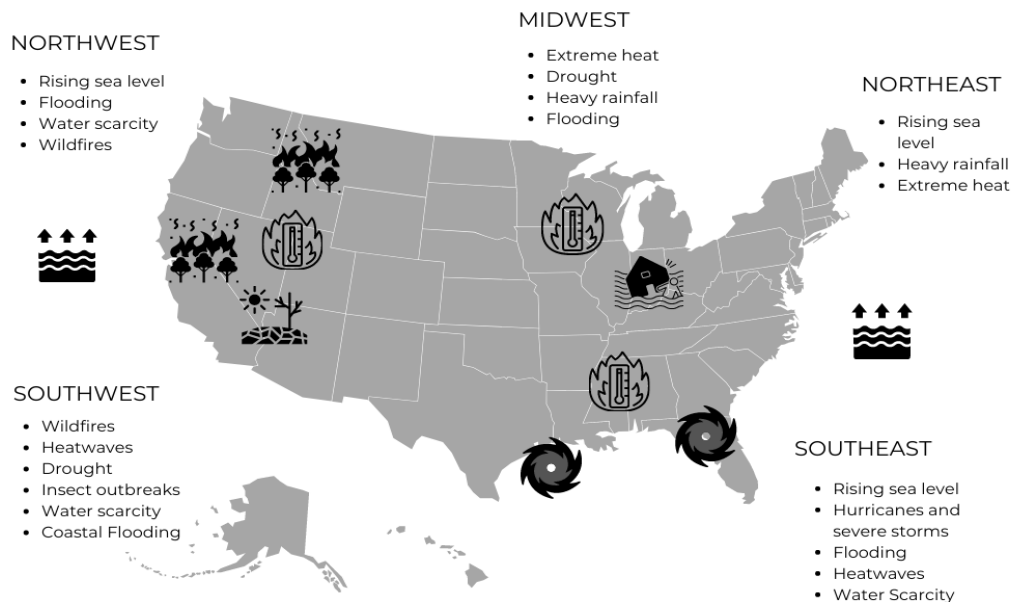 NORTHWEST
• Rising sea level
• Flooding
• Water scarcity
• Wildfires
MIDWEST
• Extreme heat
• Drought
• Heavy rainfall
• Flooding
NORTHEAST
• Rising sea
level
• Heavy rainfall
• Extreme heat
SOUTHWEST
• Wildfires
• Heatwaves
• Drought
• Insect outbreaks
• Water scarcity
• Coastal Flooding
SOUTHEAST
• Rising sea level
• Hurricanes and
severe storms
• Flooding
• Heatwaves
• Water Scarcity